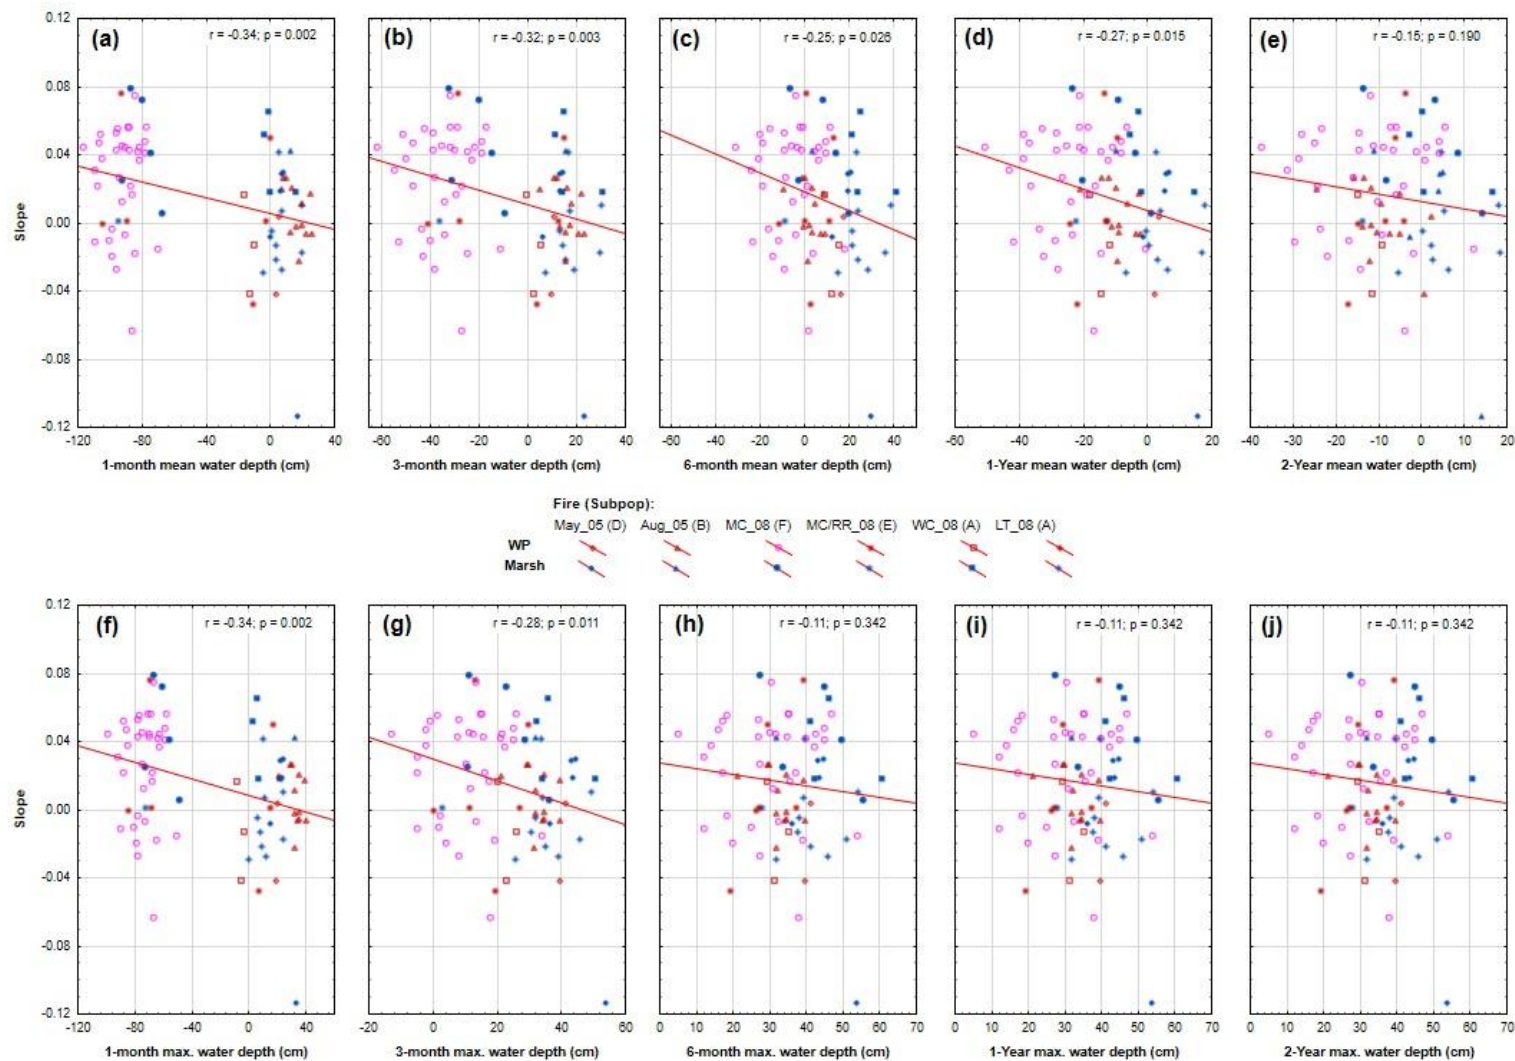 (a) r = -0.34; p = 0.002
(b) r = -0.32; p = 0.003
(c) r = -0.25; p = 0.026
(d) r = -0.27; p = 0.015
(e) r = -0.15; p = 0.190
Slope
0.12
0.08
0.04
0.00
-0.04
-0.08
-0.12
-120 -80 -40 0 40
-60 -40 -20 0 20 40
-60 -40 -20 0 20 40
-60 -40 -20 0 20
-40 -30 -20 -10 0 10 20
1-month mean water depth (cm)
3-month mean water depth (cm)
6-month mean water depth (cm)
1-Year mean water depth (cm)
2-Year mean water depth (cm)
Fire (Subpop):
May_05 (D) Aug_05 (B) MC_08 (F) MC/RR_08 (E) WC_08 (A) LT_08 (A)
WP
Marsh
(f) r = -0.34; p = 0.002
(g) r = -0.28; p = 0.011
(h) r = -0.11; p = 0.342
(i) r = -0.11; p = 0.342
(j) r = -0.11; p = 0.342
Slope
0.12
0.08
0.04
0.00
-0.04
-0.08
-0.12
-120 -100 -80 -60 -40 -20 0 20 40 60
-20 0 20 40 60
0 10 20 30 40 50 60 70
0 10 20 30 40 50 60 70
0 10 20 30 40 50 60 70
1-month max. water depth (cm)
3-month max. water depth (cm)
6-month max. water depth (cm)
1-Year max. water depth (cm)
2-Year max. water depth (cm)